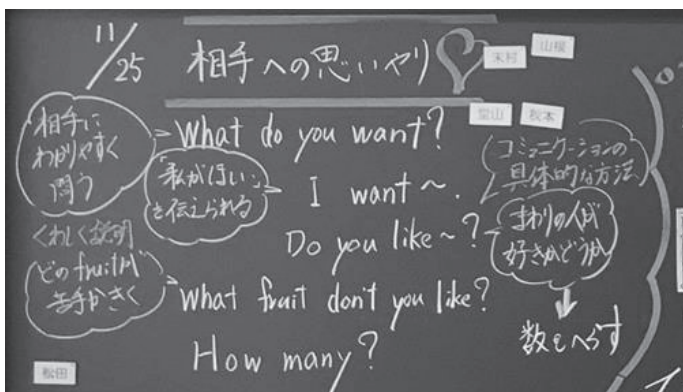 11/25
相手への思いやり
末村
山根
堂山
秋本
相手に
わかりやすく
問う
What do you want?
コミュニケーションの
具体的な方法
「私がほしい」
を伝えられる
I want ~.
Do you like ~?
まわりの人が
好きかどうか
くわしく説明
どのfruitが
苦手かきく
What fruit don't you like?
数をへらす
How many?
松田